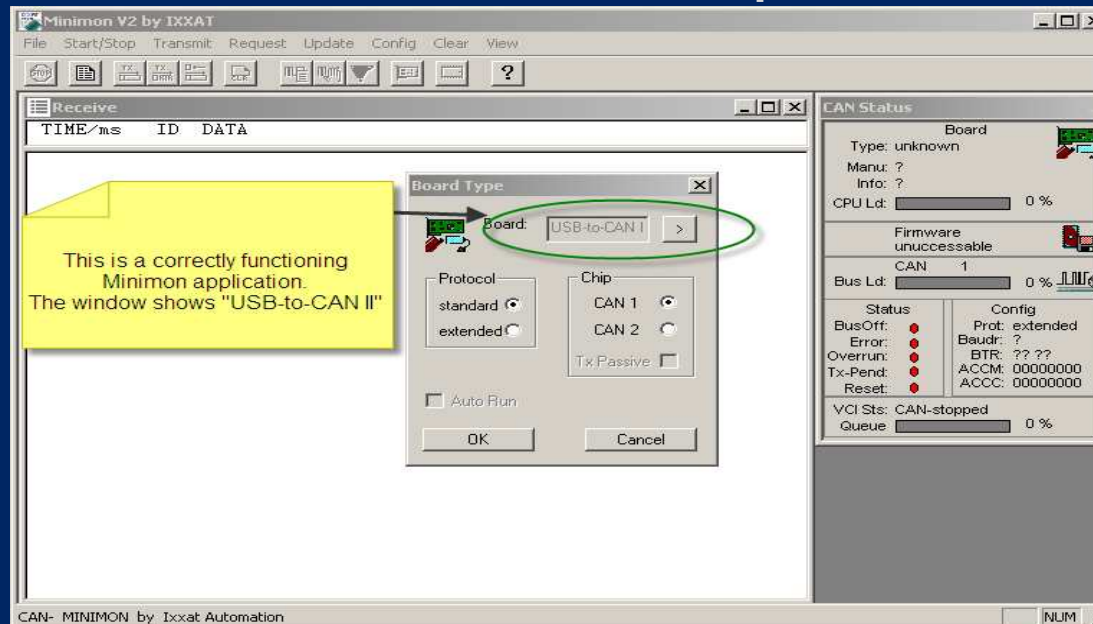 Minimon V2 by IXXAT
File Start/Stop Transmit Request Update Config Clear View
STOP TX TX ?
Receive
TIME/ms ID DATA
This is a correctly functioning
Minimon application.
The window shows "USB-to-CAN II"
Board Type
Board: USB-to-CAN I >
Protocol
standard
extended
Chip
CAN 1
CAN 2
Tx Passive
Auto Run
OK Cancel
CAN Status
Board
Type: unknown
Manu: ?
Info: ?
CPU Ld: 0 %
Firmware
unuccessable
CAN 1
Bus Ld: 0 %
Status
BusOff:
Error:
Overrun:
Tx-Pend:
Reset:
Config
Prot: extended
Baudr: ?
BTR: ?? ??
ACCM: 00000000
ACCC: 00000000
VCI Sts: CAN-stopped
Queue 0 %
CAN- MINIMON by Ixxat Automation
NUM